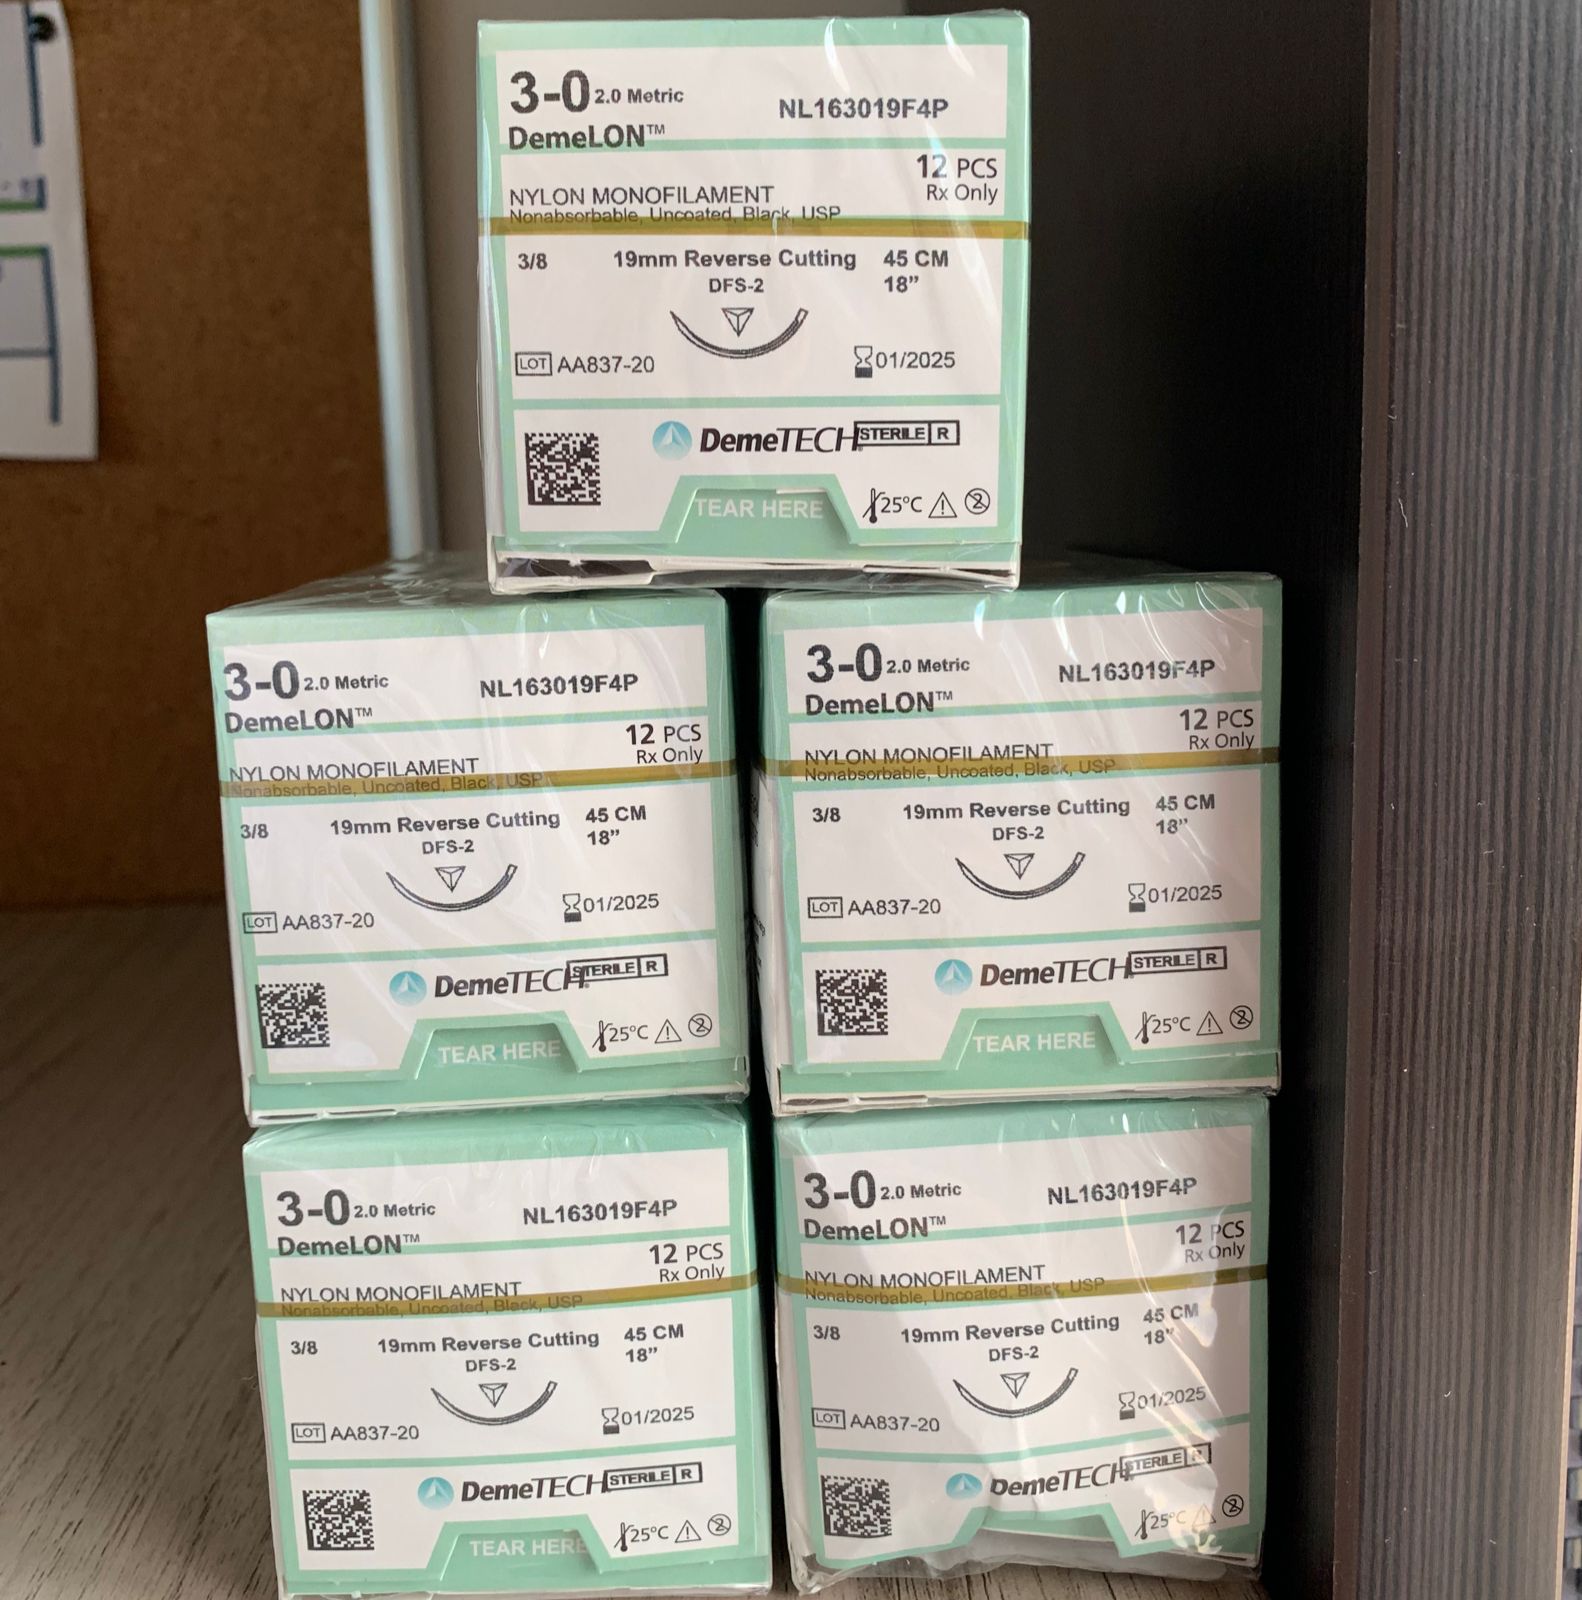 3-0 2.0 Metric NL163019F4P
DemeLON™
12 PCS
NYLON MONOFILAMENT Rx Only
Nonabsorbable, Uncoated, Black, USP
3/8 19mm Reverse Cutting 45 CM
DFS-2 18”
LOT AA837-20 01/2025
DemeTECH STERILE R
TEAR HERE 25°C 2
3-0 2.0 Metric NL163019F4P
DemeLON™
12 PCS
NYLON MONOFILAMENT Rx Only
Nonabsorbable, Uncoated, Black, USP
3/8 19mm Reverse Cutting 45 CM
DFS-2 18”
LOT AA837-20 01/2025
DemeTECH STERILE R
TEAR HERE 25°C 2
3-0 2.0 Metric NL163019F4P
DemeLON™
12 PCS
NYLON MONOFILAMENT Rx Only
Nonabsorbable, Uncoated, Black, USP
3/8 19mm Reverse Cutting 45 CM
DFS-2 18”
LOT AA837-20 01/2025
DemeTECH STERILE R
TEAR HERE 25°C 2
3-0 2.0 Metric NL163019F4P
DemeLON™
12 PCS
NYLON MONOFILAMENT Rx Only
Nonabsorbable, Uncoated, Black, USP
3/8 19mm Reverse Cutting 45 CM
DFS-2 18”
LOT AA837-20 01/2025
DemeTECH STERILE R
TEAR HERE 25°C 2
3-0 2.0 Metric NL163019F4P
DemeLON™
12 PCS
NYLON MONOFILAMENT Rx Only
Nonabsorbable, Uncoated, Black, USP
3/8 19mm Reverse Cutting 45 CM
DFS-2 18”
LOT AA837-20 01/2025
DemeTECH STERILE R
25°C 2